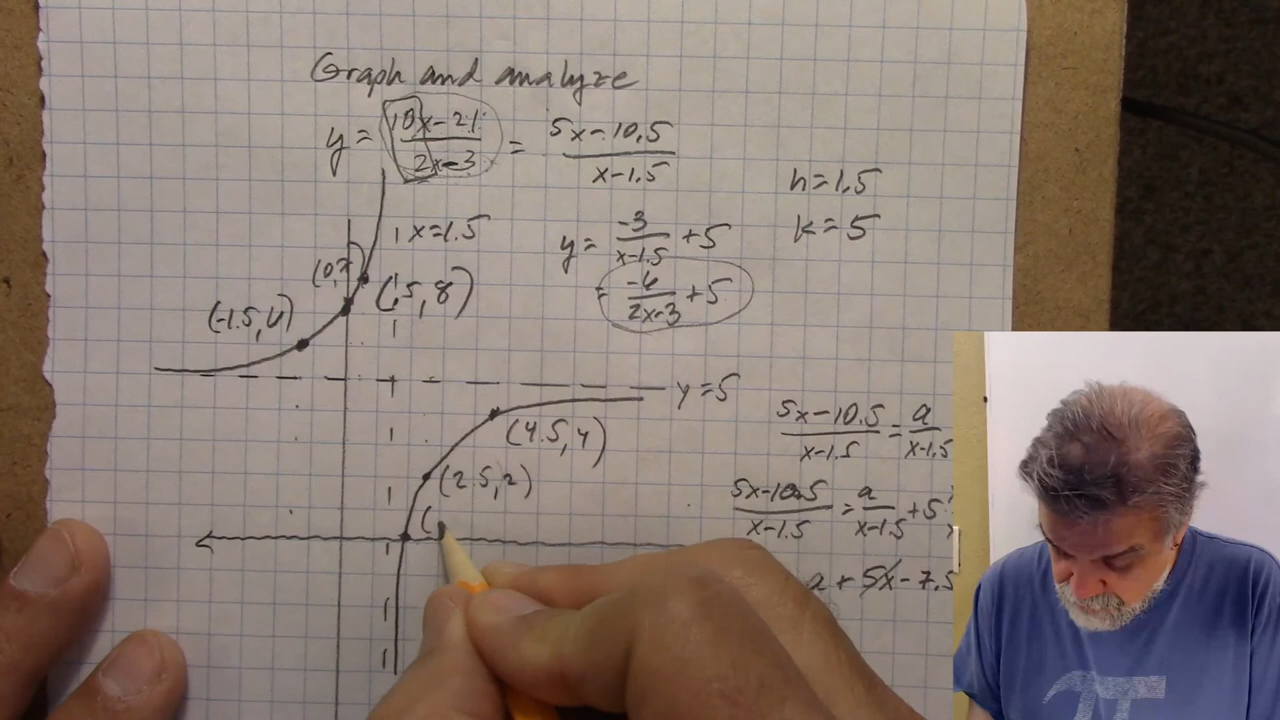 Graph and analyze
y = 10x-21/2x-3 = 5x-10.5/x-1.5
h=1.5
x=1.5
y = -3/x-1.5 +5
k=5
= -6/2x-3 +5
(0,7
(.5, 8)
(-1.5, 6)
y=5
(4.5, 4)
(2.5, 2)
(
5x-10.5/x-1.5 = a/x-1.5
5x-10.5/x-1.5 = a/x-1.5 +5
a + 5x - 7.5